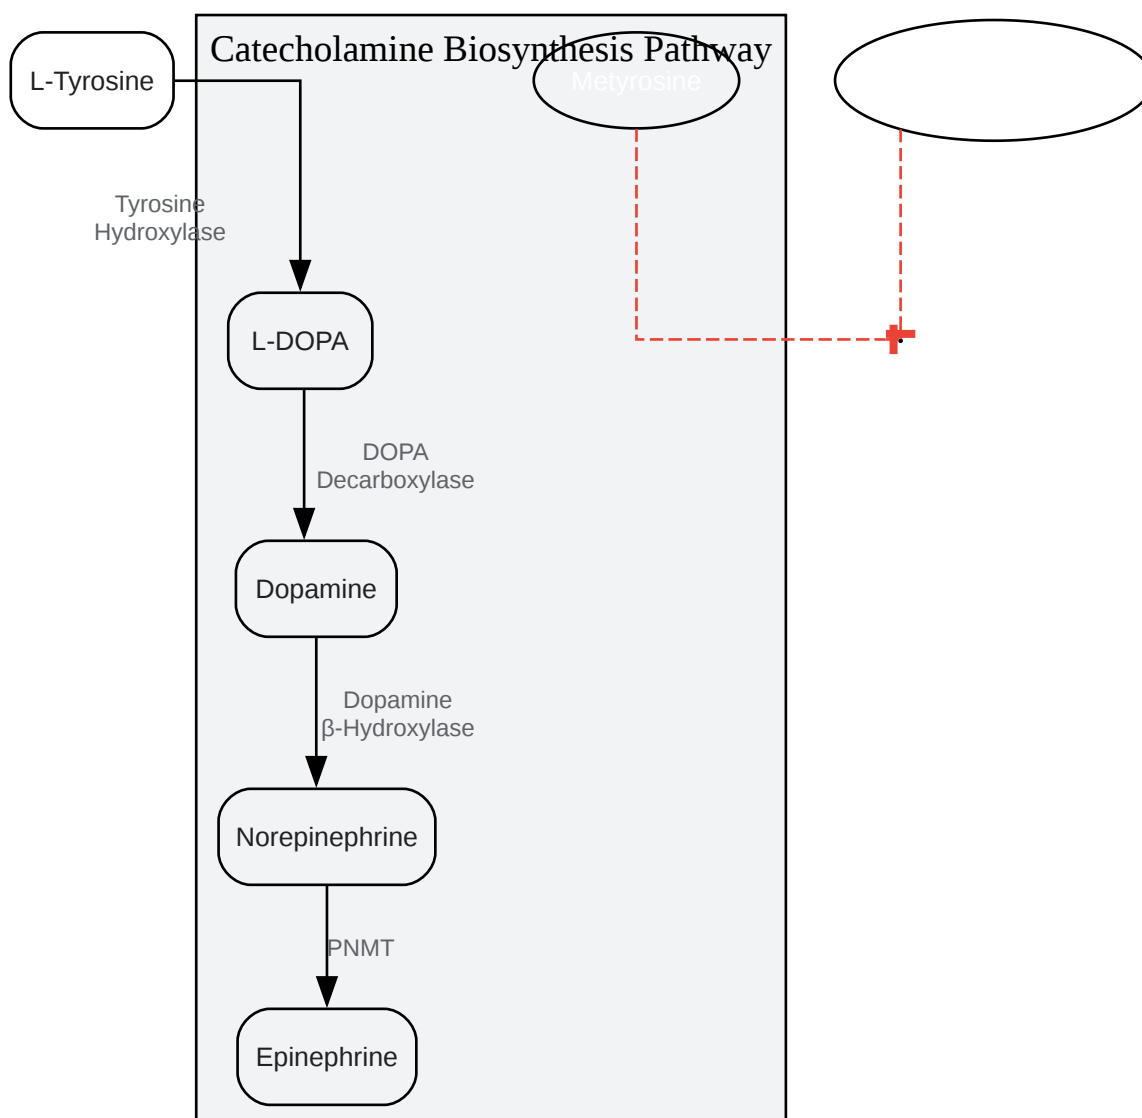 Catecholamine Biosynthesis Pathway
L-Tyrosine
Metyrosine
Tyrosine
Hydroxylase
L-DOPA
DOPA
Decarboxylase
Dopamine
Dopamine
β-Hydroxylase
Norepinephrine
PNMT
Epinephrine